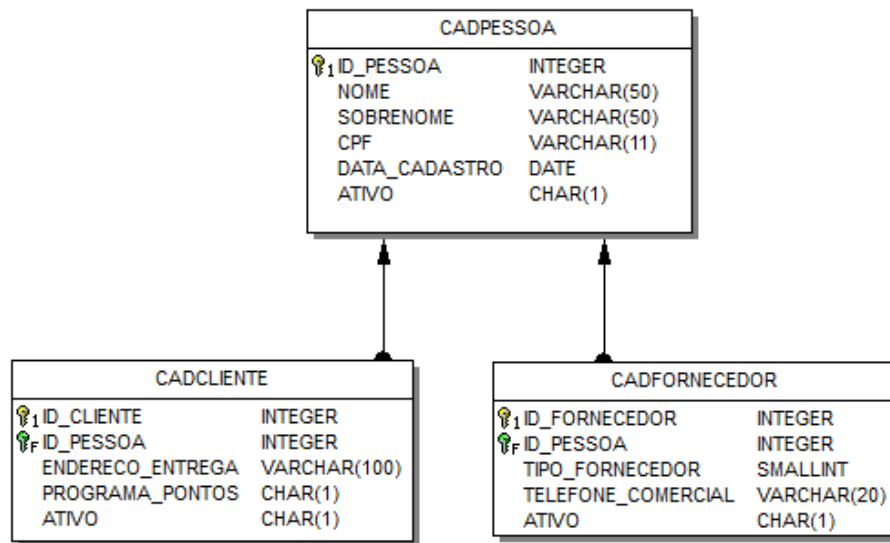 CADPESSOA
1 ID_PESSOA INTEGER
NOME VARCHAR(50)
SOBRENOME VARCHAR(50)
CPF VARCHAR(11)
DATA_CADASTRO DATE
ATIVO CHAR(1)
CADCLIENTE
1 ID_CLIENTE INTEGER
F ID_PESSOA INTEGER
ENDERECO_ENTREGA VARCHAR(100)
PROGRAMA_PONTOS CHAR(1)
ATIVO CHAR(1)
CADFORNECEDOR
1 ID_FORNECEDOR INTEGER
F ID_PESSOA INTEGER
TIPO_FORNECEDOR SMALLINT
TELEFONE_COMERCIAL VARCHAR(20)
ATIVO CHAR(1)